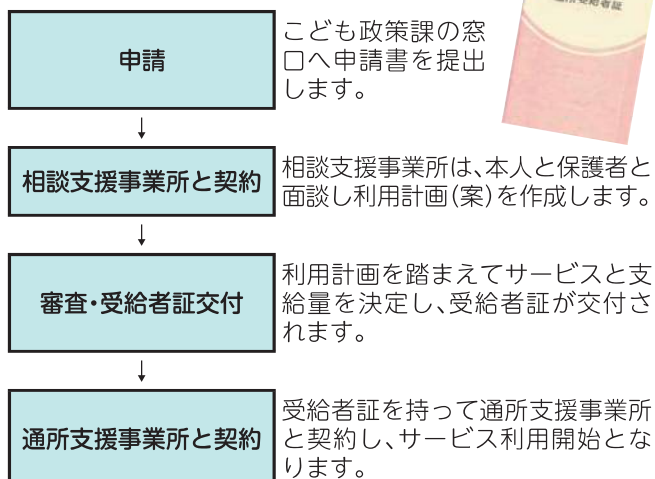 申請
こども政策課の窓
口へ申請書を提出
します。
↓
相談支援事業所と契約
相談支援事業所は、本人と保護者と
面談し利用計画(案)を作成します。
↓
審査・受給者証交付
利用計画を踏まえてサービスと支
給量を決定し、受給者証が交付さ
れます。
↓
通所支援事業所と契約
受給者証を持って通所支援事業所
と契約し、サービス利用開始とな
ります。
受給者証